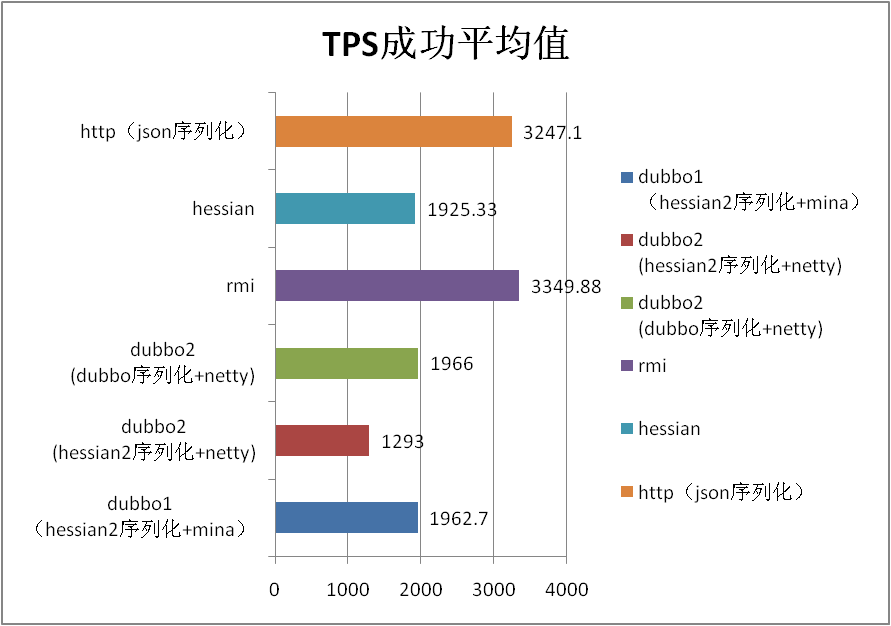 TPS成功平均值
http（json序列化）
3247.1
hessian
1925.33
rmi
3349.88
dubbo2
(dubbo序列化+netty)
1966
dubbo2
(hessian2序列化+netty)
1293
dubbo1
（hessian2序列化+mina）
1962.7
0 1000 2000 3000 4000
dubbo1
（hessian2序列化+mina）
dubbo2
(hessian2序列化+netty)
dubbo2
(dubbo序列化+netty)
rmi
hessian
http（json序列化）